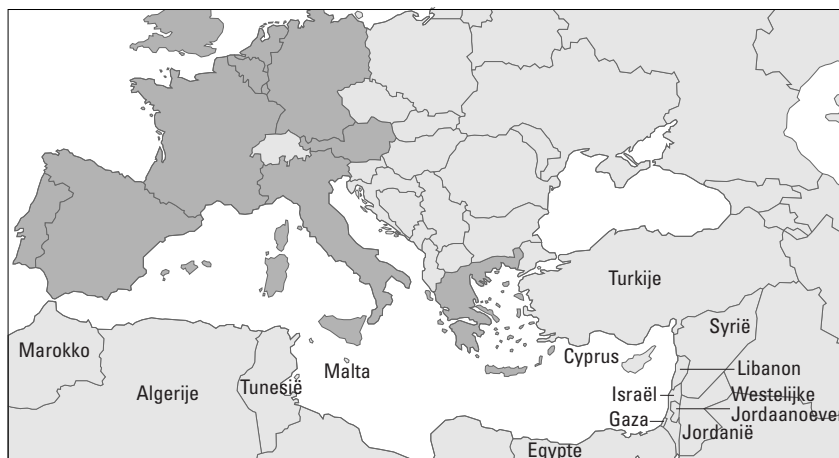 Turkije
Syrië
Marokko
Malta
Cyprus
Libanon
Algerije
Tunesië
Israël
Westelijke
Jordaanoever
Gaza
Jordanië
Egypte